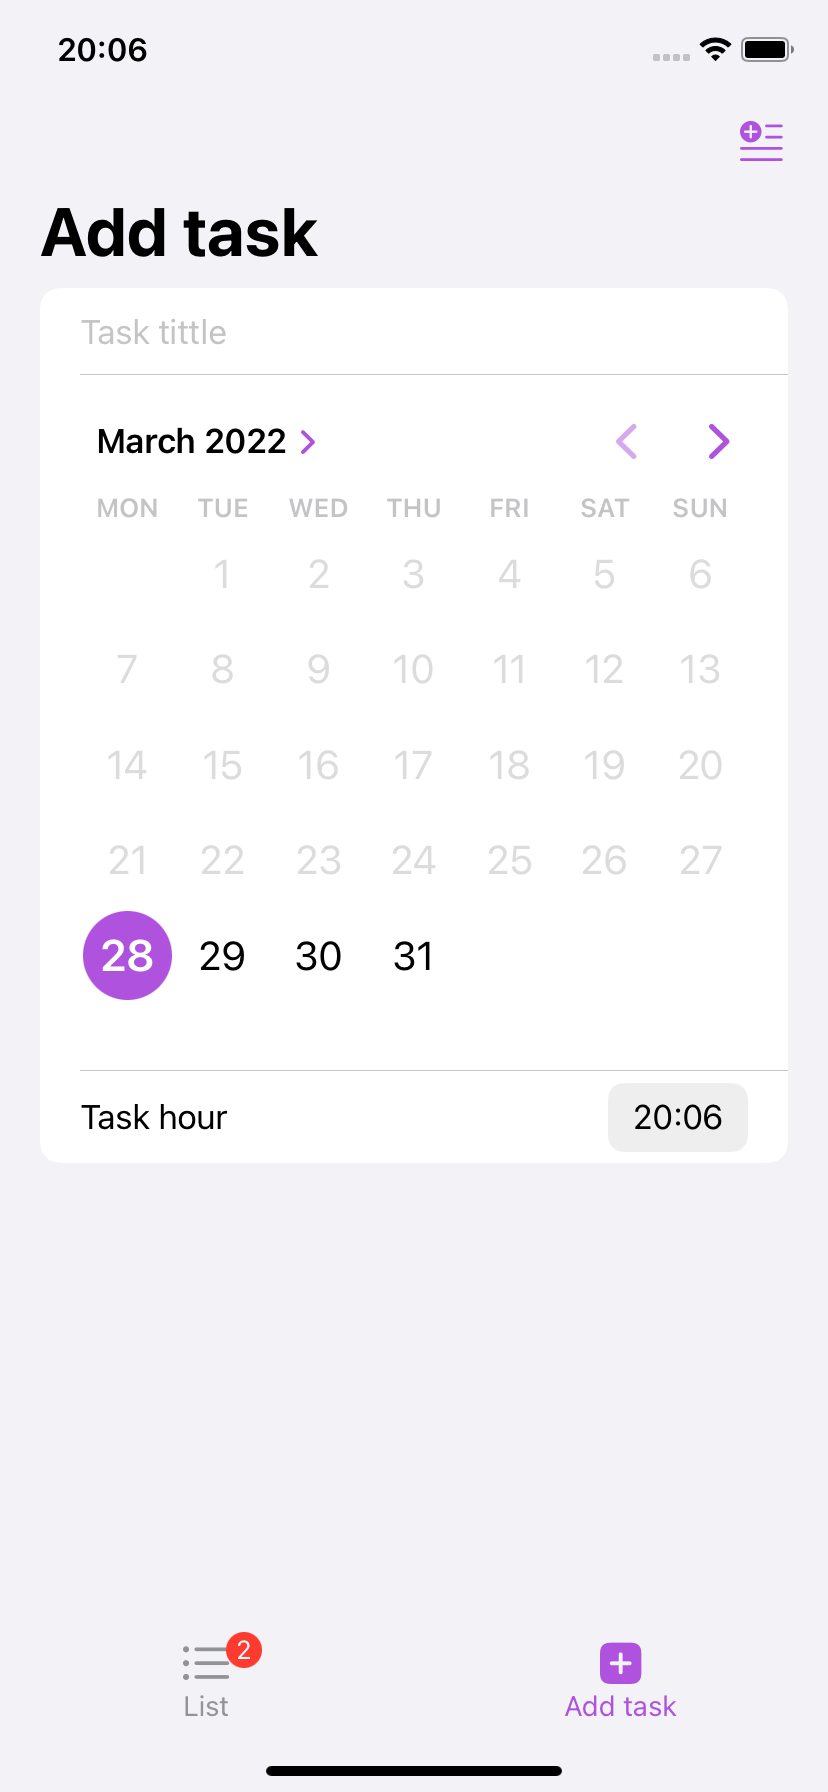 20:06
Add task
Task tittle
March 2022
MON TUE WED THU FRI SAT SUN
1 2 3 4 5 6
7 8 9 10 11 12 13
14 15 16 17 18 19 20
21 22 23 24 25 26 27
28 29 30 31
Task hour 20:06
2
List Add task